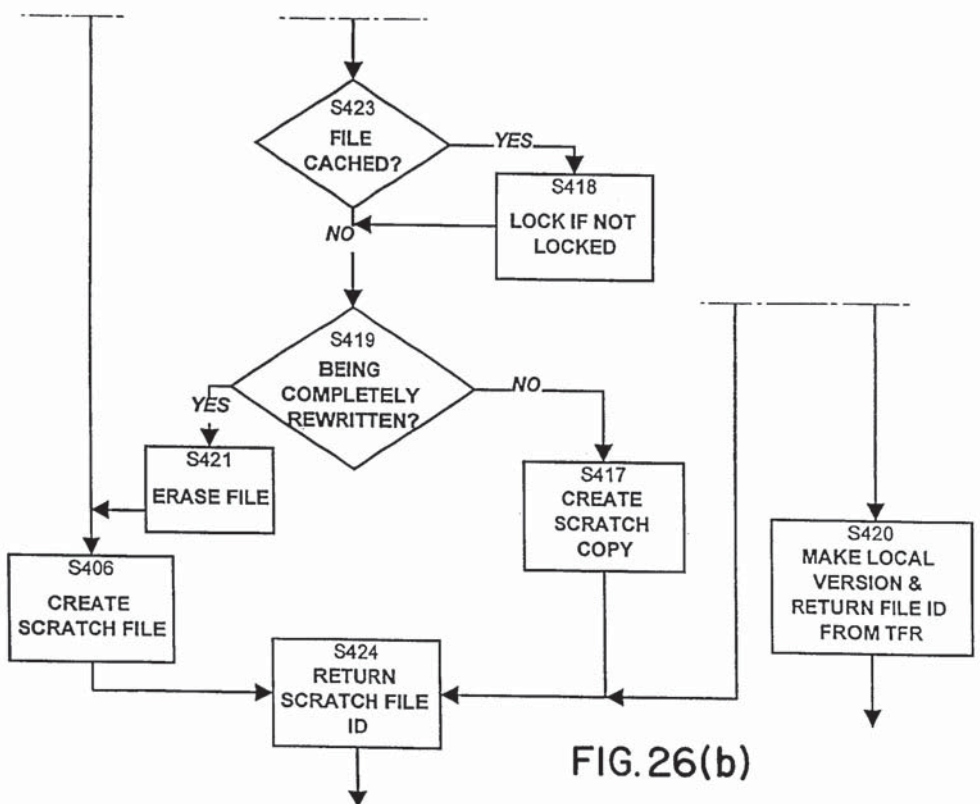 S423
FILE
CACHED?
YES
S418
LOCK IF NOT
LOCKED
NO
S419
BEING
COMPLETELY
REWRITTEN?
YES
NO
S421
ERASE FILE
S417
CREATE
SCRATCH
COPY
S406
CREATE
SCRATCH FILE
S420
MAKE LOCAL
VERSION &
RETURN FILE ID
FROM TFR
S424
RETURN
SCRATCH FILE
ID
FIG. 26(b)